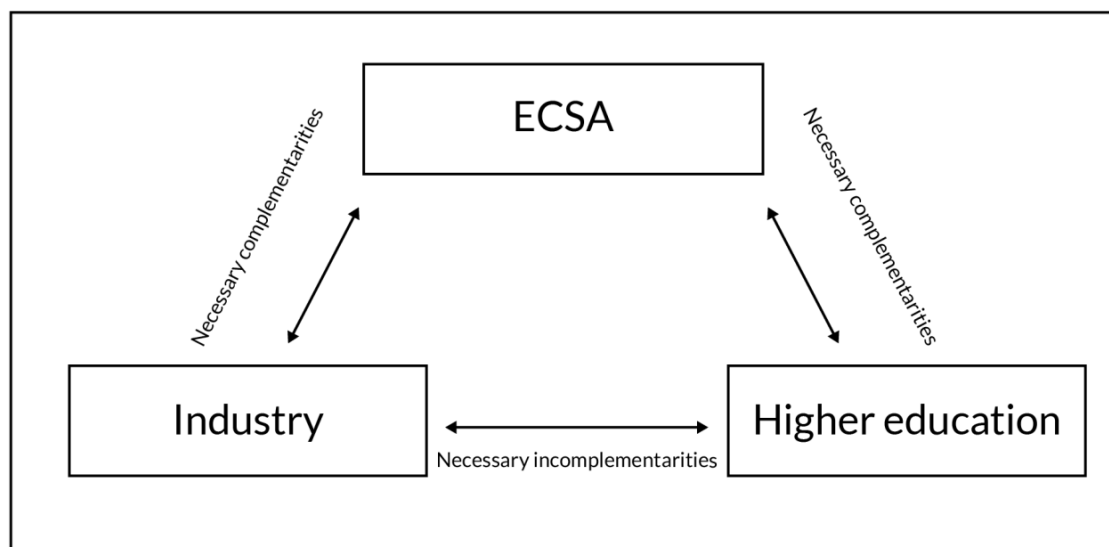 ECSA
Necessary complementarities
Necessary complementarities
Industry
Higher education
Necessary incomplementarities